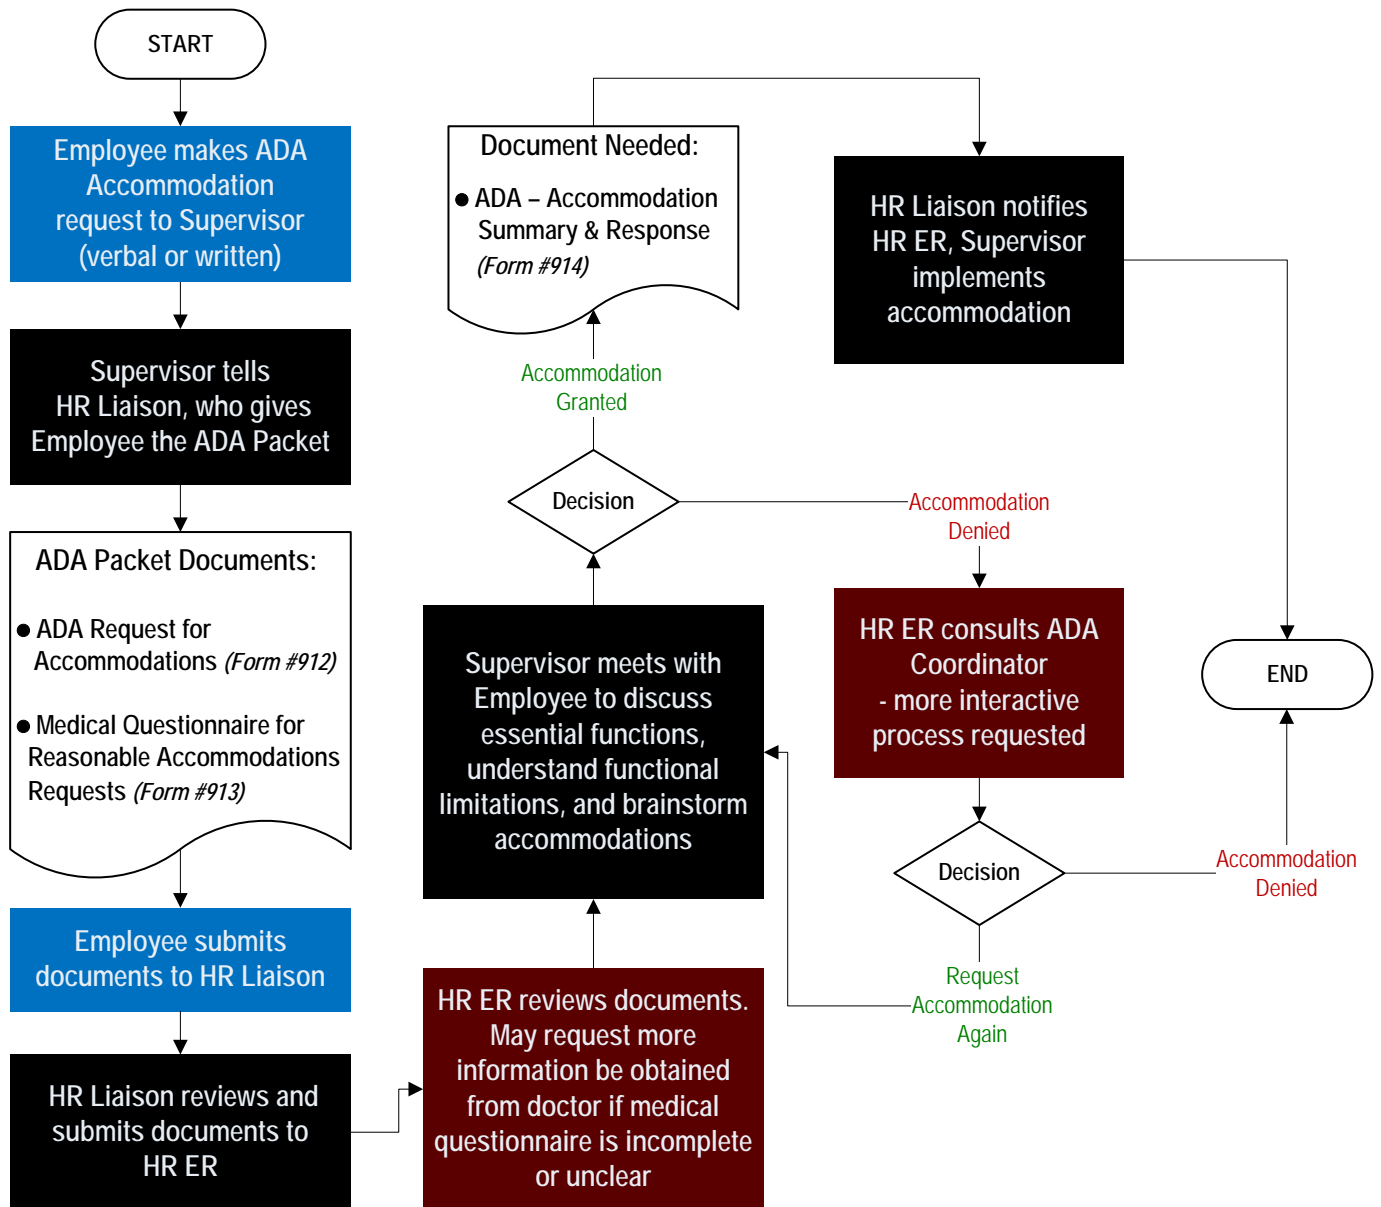 START
Employee makes ADA
Accommodation
request to Supervisor
(verbal or written)
Supervisor tells
HR Liaison, who gives
Employee the ADA Packet
ADA Packet Documents:
● ADA Request for
Accommodations (Form #912)
● Medical Questionnaire for
Reasonable Accommodations
Requests (Form #913)
Employee submits
documents to HR Liaison
HR Liaison reviews and
submits documents to
HR ER
HR ER reviews documents.
May request more
information be obtained
from doctor if medical
questionnaire is incomplete
or unclear
Supervisor meets with
Employee to discuss
essential functions,
understand functional
limitations, and brainstorm
accommodations
Decision
Accommodation
Granted
Document Needed:
● ADA – Accommodation
Summary & Response
(Form #914)
HR Liaison notifies
HR ER, Supervisor
implements
accommodation
Accommodation
Denied
HR ER consults ADA
Coordinator
- more interactive
process requested
Decision
Request
Accommodation
Again
Accommodation
Denied
END